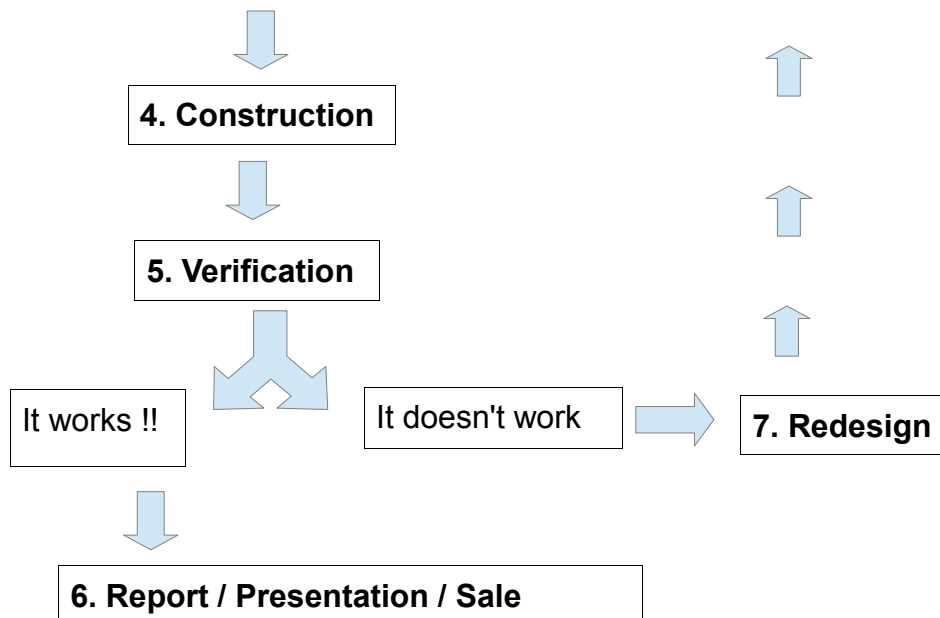 4. Construction
5. Verification
It works !!
It doesn't work
7. Redesign
6. Report / Presentation / Sale